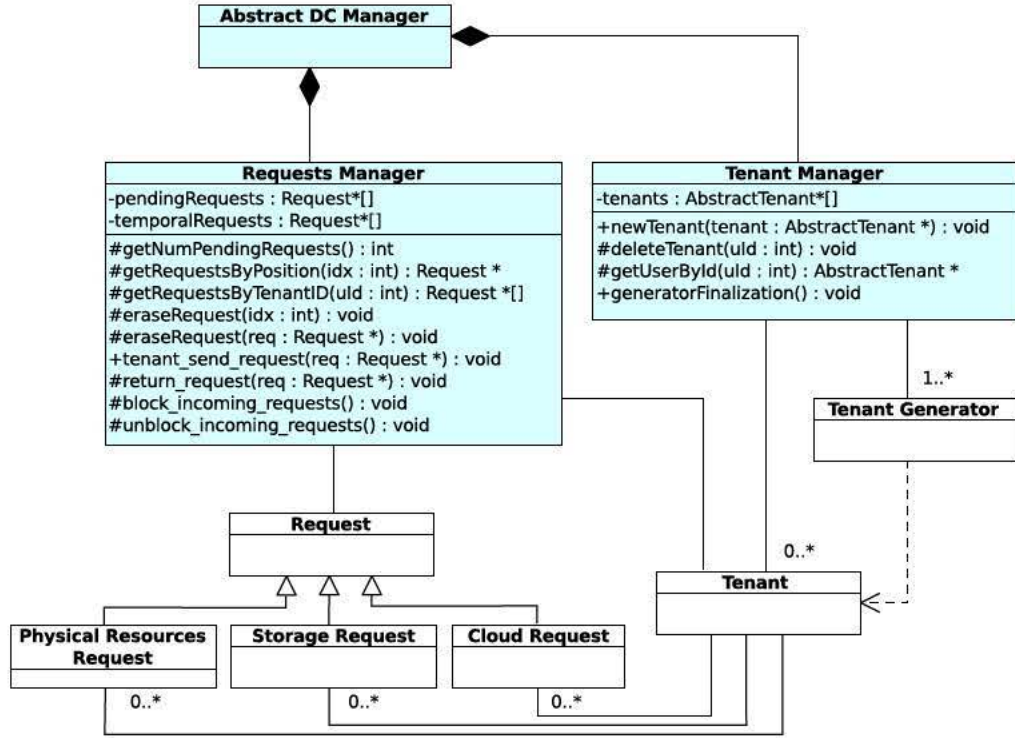 Abstract DC Manager
Requests Manager
-pendingRequests : Request*[]
-temporalRequests : Request*[]
#getNumPendingRequests() : int
#getRequestsByPosition(idx : int) : Request *
#getRequestsByTenantID(uId : int) : Request *[]
#eraseRequest(idx : int) : void
#eraseRequest(req : Request *) : void
+tenant_send_request(req : Request *) : void
#return_request(req : Request *) : void
#block_incoming_requests() : void
#unblock_incoming_requests() : void
Tenant Manager
-tenants : AbstractTenant*[]
+newTenant(tenant : AbstractTenant *) : void
#deleteTenant(uId : int) : void
#getUserById(uId : int) : AbstractTenant *
+generatorFinalization() : void
1..*
Tenant Generator
Request
0..*
Tenant
Physical Resources
Request
Storage Request
Cloud Request
0..*
0..*
0..*